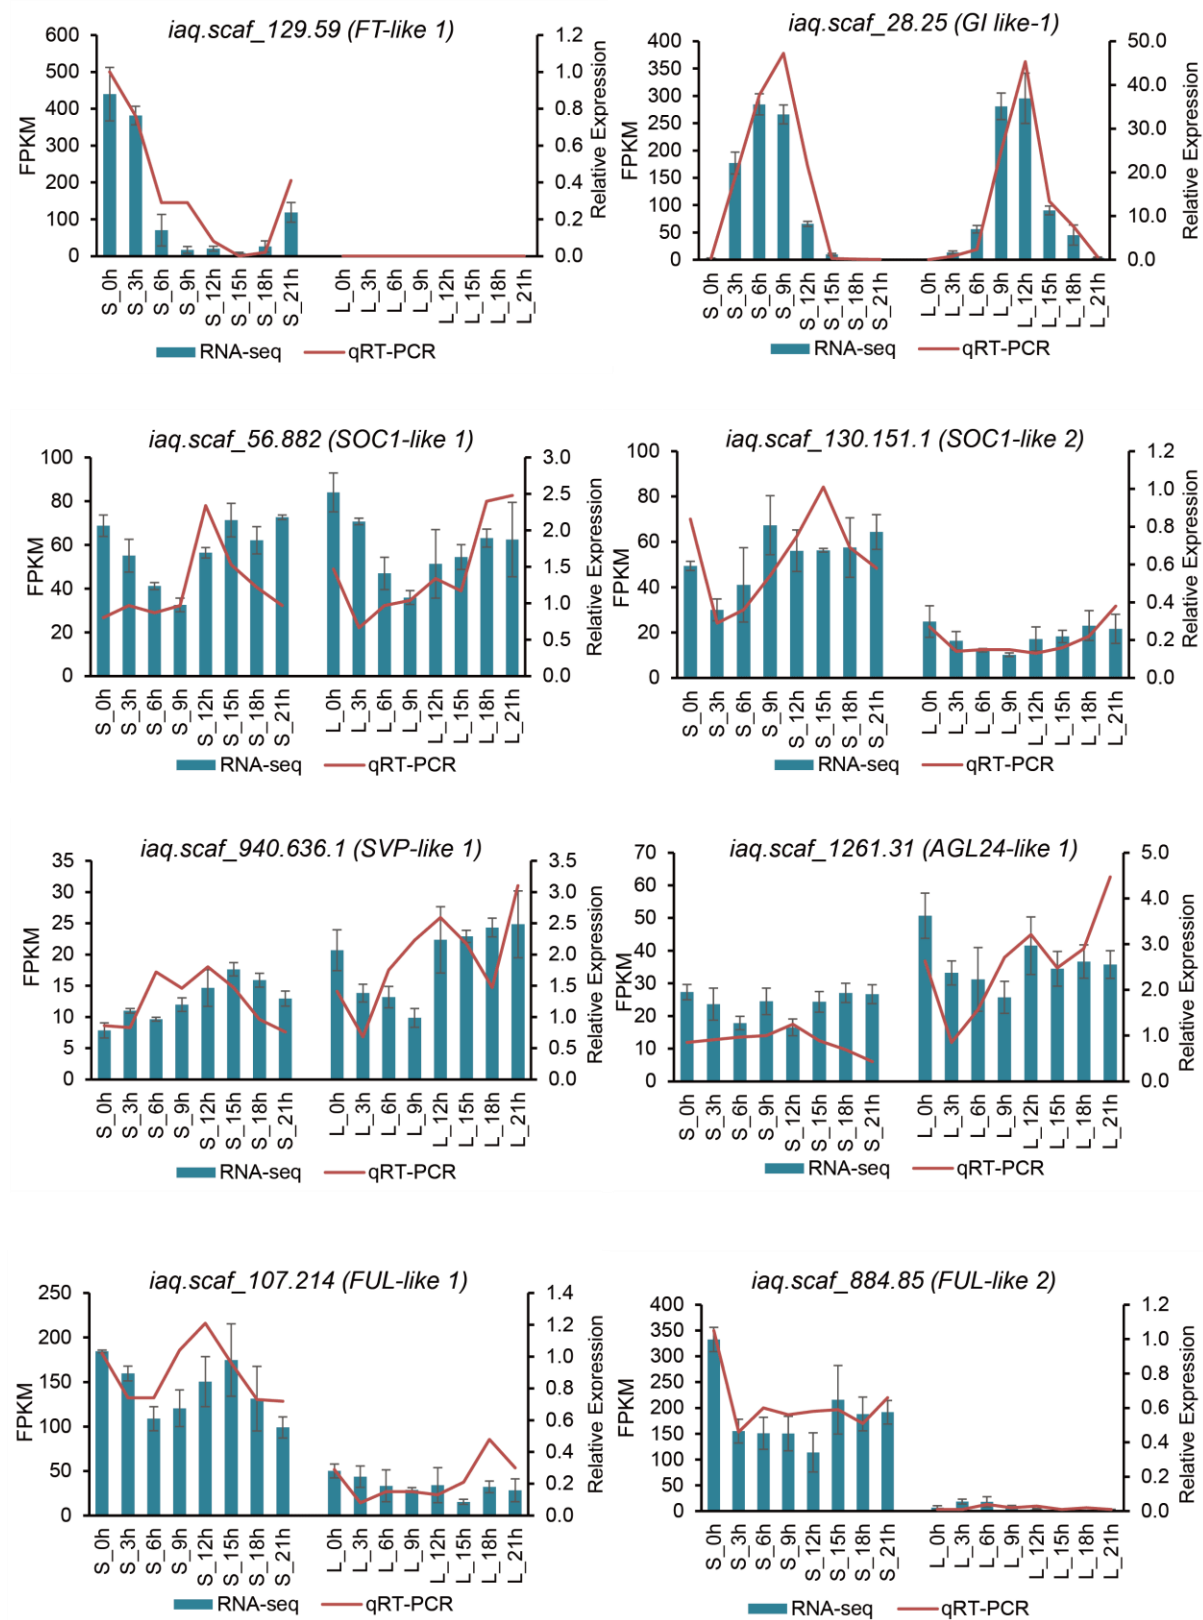 iaq.scaf_129.59 (FT-like 1)
600
500
400
300
200
100
0
FPKM
1.2
1.0
0.8
0.6
0.4
0.2
0.0
Relative Expression
S_0h
S_3h
S_6h
S_9h
S_12h
S_15h
S_18h
S_21h
L_0h
L_3h
L_6h
L_9h
L_12h
L_15h
L_18h
L_21h
RNA-seq qRT-PCR
iaq.scaf_28.25 (GI like-1)
400
350
300
250
200
150
100
50
0
FPKM
50.0
40.0
30.0
20.0
10.0
0.0
Relative Expression
S_0h
S_3h
S_6h
S_9h
S_12h
S_15h
S_18h
S_21h
L_0h
L_3h
L_6h
L_9h
L_12h
L_15h
L_18h
L_21h
RNA-seq qRT-PCR
iaq.scaf_56.882 (SOC1-like 1)
100
80
60
40
20
0
FPKM
3.0
2.5
2.0
1.5
1.0
0.5
0.0
Relative Expression
S_0h
S_3h
S_6h
S_9h
S_12h
S_15h
S_18h
S_21h
L_0h
L_3h
L_6h
L_9h
L_12h
L_15h
L_18h
L_21h
RNA-seq qRT-PCR
iaq.scaf_130.151.1 (SOC1-like 2)
100
80
60
40
20
0
FPKM
1.2
1.0
0.8
0.6
0.4
0.2
0.0
Relative Expression
S_0h
S_3h
S_6h
S_9h
S_12h
S_15h
S_18h
S_21h
L_0h
L_3h
L_6h
L_9h
L_12h
L_15h
L_18h
L_21h
RNA-seq qRT-PCR
iaq.scaf_940.636.1 (SVP-like 1)
35
30
25
20
15
10
5
0
FPKM
3.5
3.0
2.5
2.0
1.5
1.0
0.5
0.0
Relative Expression
S_0h
S_3h
S_6h
S_9h
S_12h
S_15h
S_18h
S_21h
L_0h
L_3h
L_6h
L_9h
L_12h
L_15h
L_18h
L_21h
RNA-seq qRT-PCR
iaq.scaf_1261.31 (AGL24-like 1)
70
60
50
40
30
20
10
0
FPKM
5.0
4.0
3.0
2.0
1.0
0.0
Relative Expression
S_0h
S_3h
S_6h
S_9h
S_12h
S_15h
S_18h
S_21h
L_0h
L_3h
L_6h
L_9h
L_12h
L_15h
L_18h
L_21h
RNA-seq qRT-PCR
iaq.scaf_107.214 (FUL-like 1)
250
200
150
100
50
0
FPKM
1.4
1.2
1.0
0.8
0.6
0.4
0.2
0.0
Relative Expression
S_0h
S_3h
S_6h
S_9h
S_12h
S_15h
S_18h
S_21h
L_0h
L_3h
L_6h
L_9h
L_12h
L_15h
L_18h
L_21h
RNA-seq qRT-PCR
iaq.scaf_884.85 (FUL-like 2)
400
350
300
250
200
150
100
50
0
FPKM
1.2
1.0
0.8
0.6
0.4
0.2
0.0
Relative Expression
S_0h
S_3h
S_6h
S_9h
S_12h
S_15h
S_18h
S_21h
L_0h
L_3h
L_6h
L_9h
L_12h
L_15h
L_18h
L_21h
RNA-seq qRT-PCR